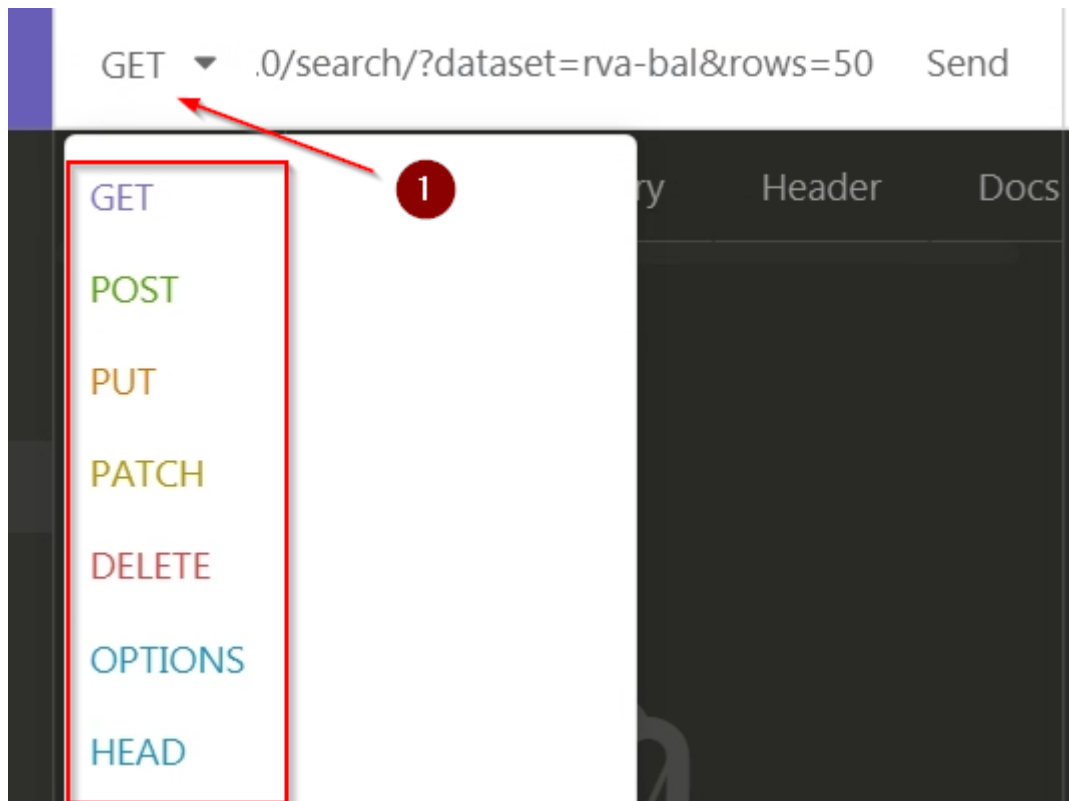 GET .0/search/?dataset=rva-bal&rows=50 Send
1
ry Header Docs
GET
POST
PUT
PATCH
DELETE
OPTIONS
HEAD